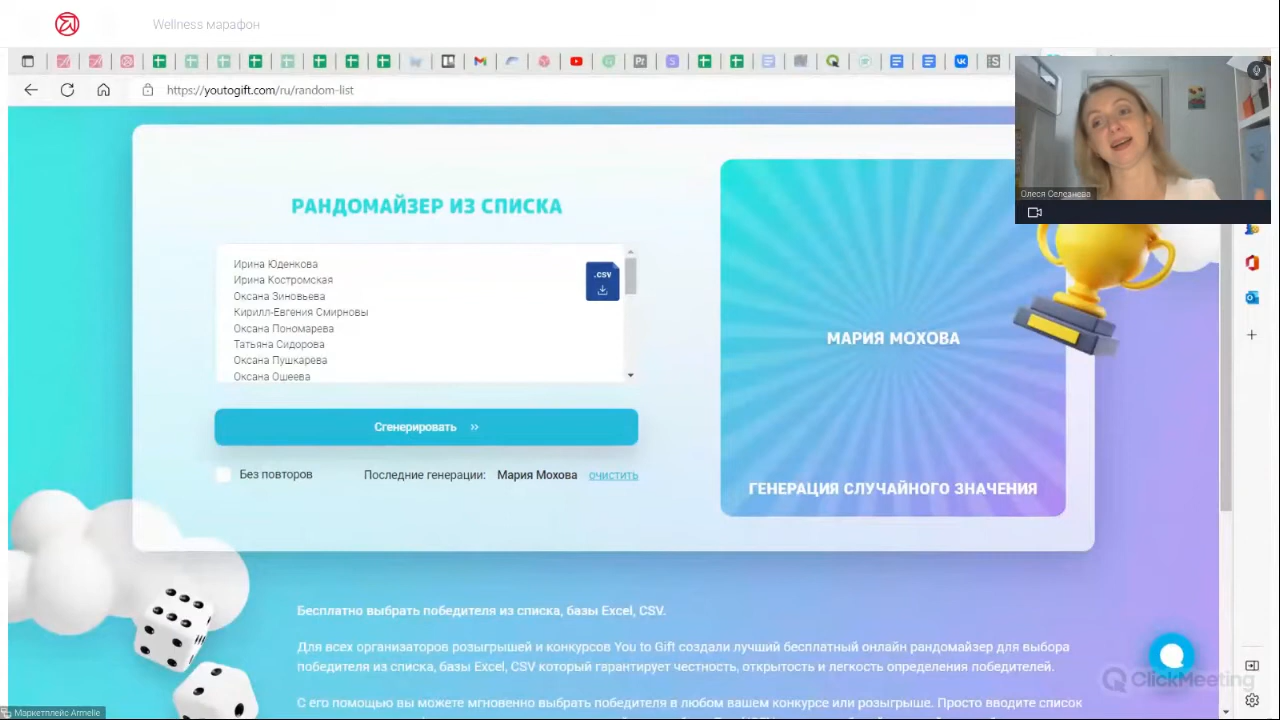 Wellness марафон
https://youtogift.com/ru/random-list
Олеся Селезнева
РАНДОМАЙЗЕР ИЗ СПИСКА
Ирина Юденкова
Ирина Костромская
Оксана Зиновьева
Кирилл-Евгения Смирновы
Оксана Пономарева
Татьяна Сидорова
Оксана Пушкарева
Оксана Ошеева
.csv
МАРИЯ МОХОВА
Сгенерировать
Без повторов
Последние генерации: Мария Мохова очистить
ГЕНЕРАЦИЯ СЛУЧАЙНОГО ЗНАЧЕНИЯ
Бесплатно выбрать победителя из списка, базы Excel, CSV.
Для всех организаторов розыгрышей и конкурсов You to Gift создали лучший бесплатный онлайн рандомайзер для выбора
победителя из списка, базы Excel, CSV который гарантирует честность, открытость и легкость определения победителей.
С его помощью вы можете мгновенно выбрать победителя в любом вашем конкурсе или розыгрыше. Просто вводите список
ClickMeeting
Маркетплейс Armelle